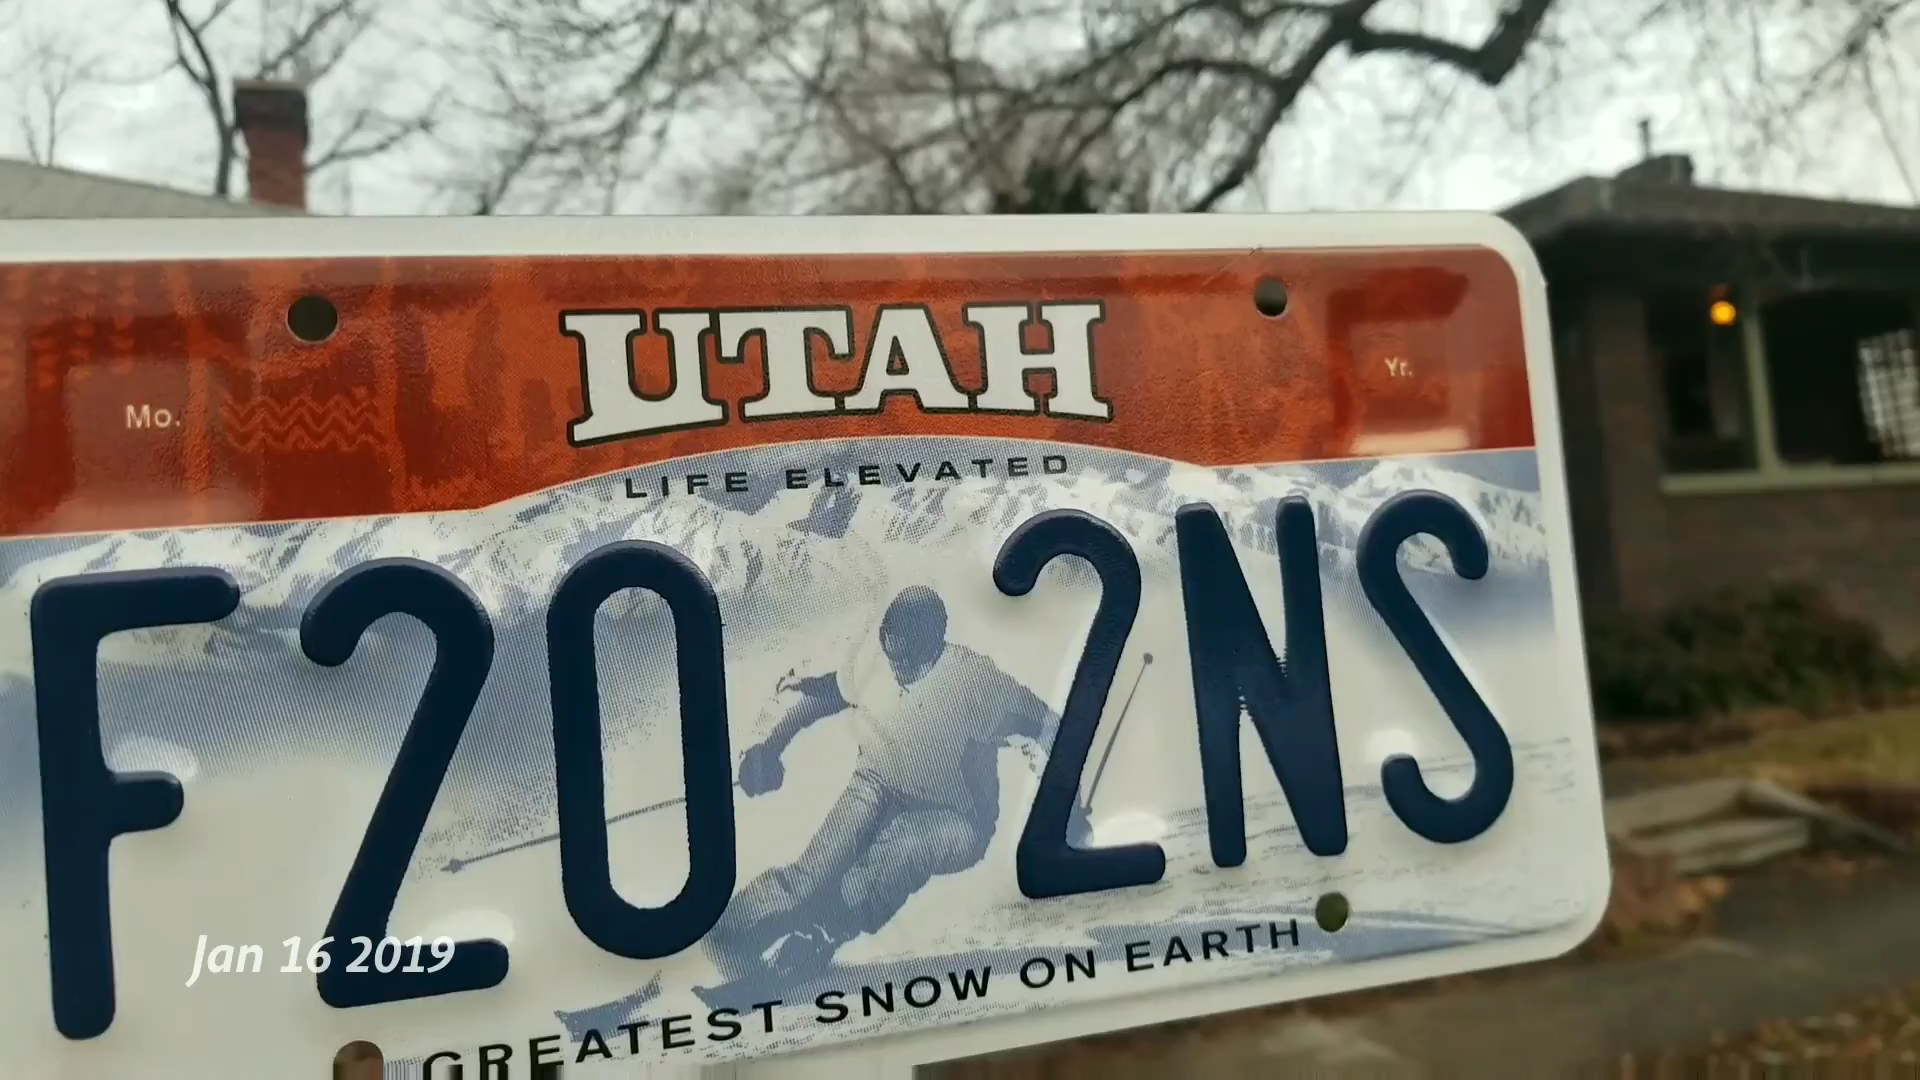 UTAH
Mo.
Yr.
LIFE ELEVATED
F20 2NS
Jan 16 2019
GREATEST SNOW ON EARTH